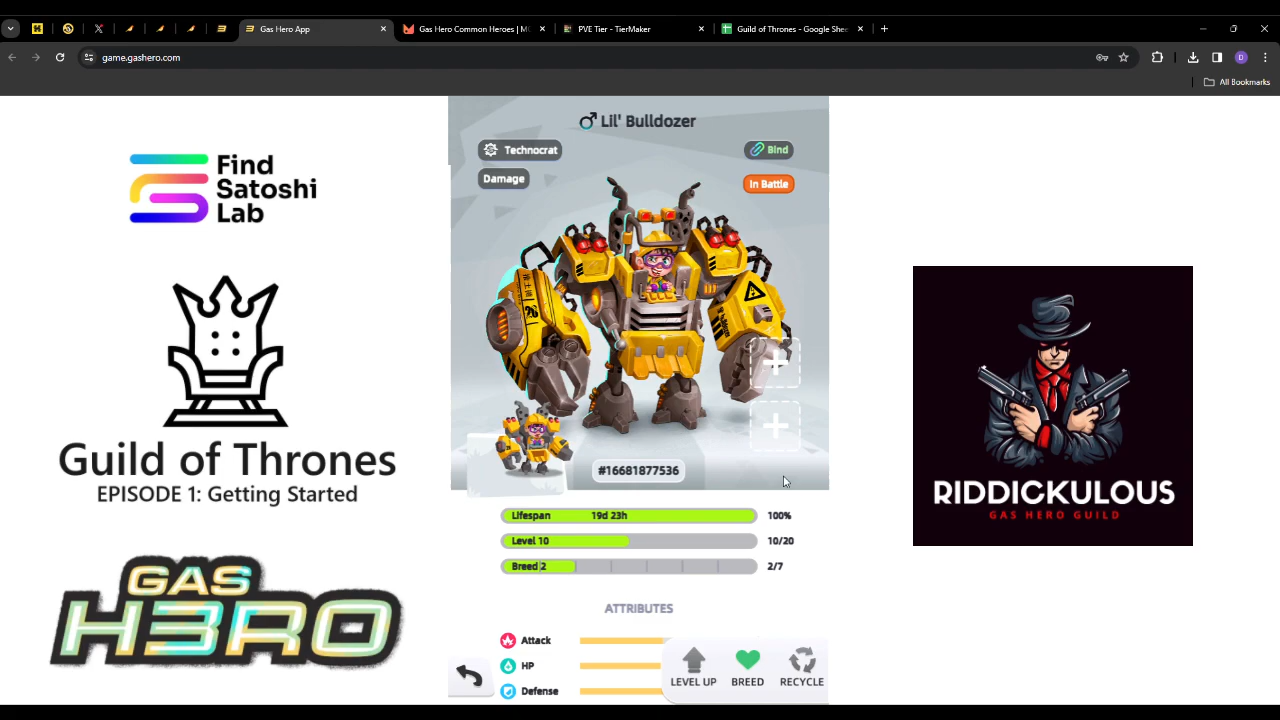 Gas Hero App
Gas Hero Common Heroes | M
PVE Tier - TierMaker
Guild of Thrones - Google Shee
game.gashero.com
All Bookmarks
Find
Satoshi
Lab
Guild of Thrones
EPISODE 1: Getting Started
GAS
H3RO
Lil' Bulldozer
Technocrat
Bind
Damage
In Battle
#16681877536
Lifespan 19d 23h 100%
Level 10 10/20
Breed 2 2/7
ATTRIBUTES
Attack
HP
Defense
LEVEL UP BREED RECYCLE
RIDDICKULOUS
GAS HERO GUILD